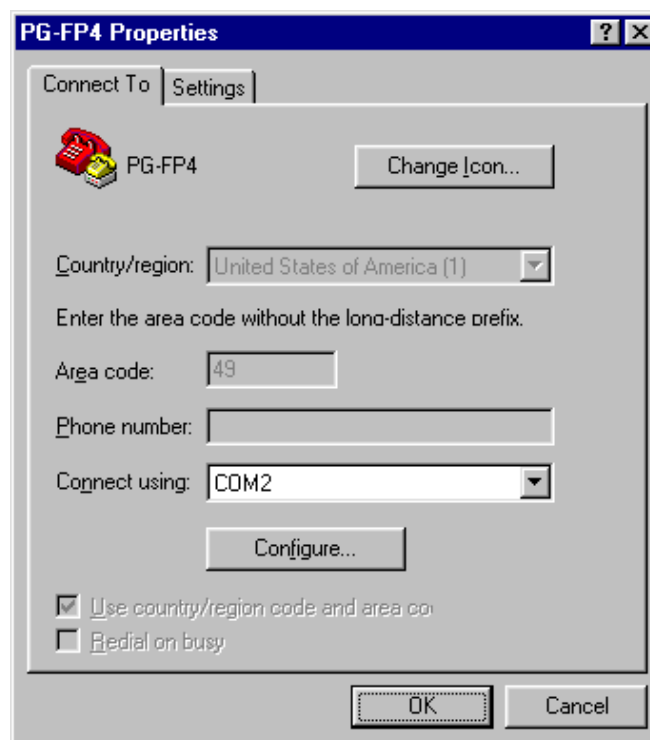 PG-FP4 Properties
Connect To Settings
PG-FP4 Change Icon...
Country/region: United States of America (1)
Enter the area code without the long-distance prefix.
Area code: 49
Phone number:
Connect using: COM2
Configure...
Use country/region code and area co
Redial on busy
OK Cancel